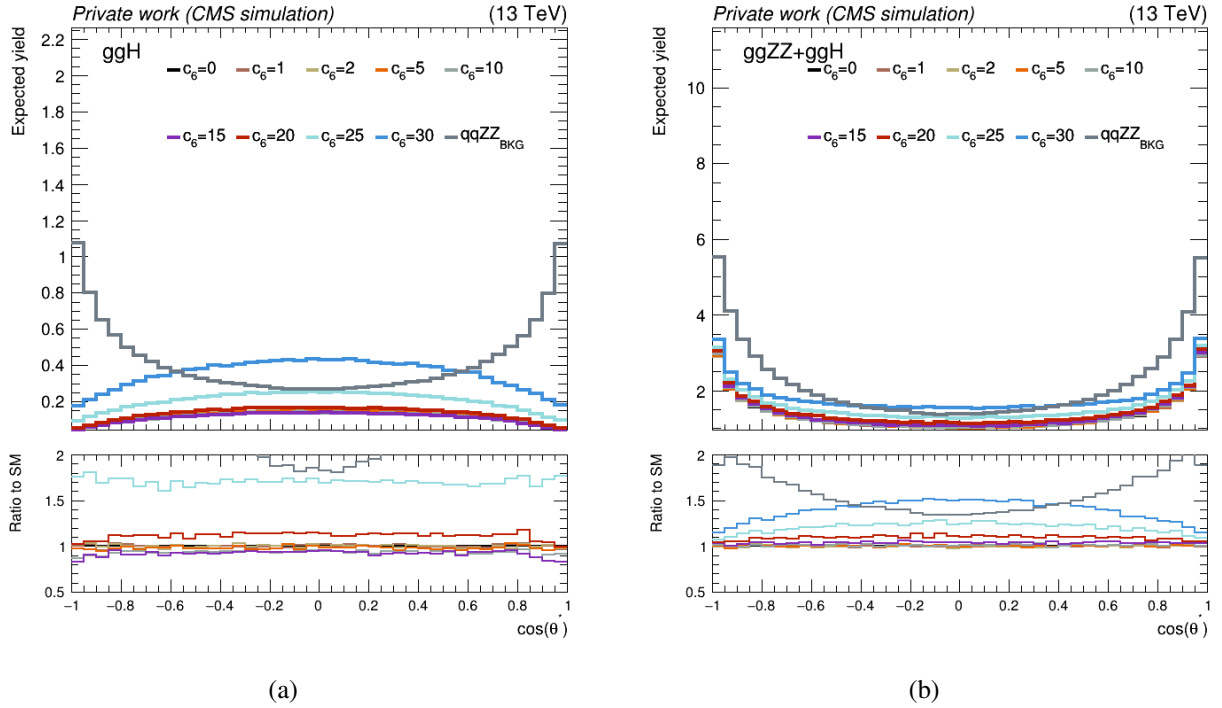 Private work (CMS simulation) (13 TeV)
Expected yield
ggH
c6=0 c6=1 c6=2 c6=5 c6=10
c6=15 c6=20 c6=25 c6=30 qqZZBKG
2.2
2
1.8
1.6
1.4
1.2
1
0.8
0.6
0.4
0.2
Ratio to SM
2
1.5
1
0.5
−1 −0.8 −0.6 −0.4 −0.2 0 0.2 0.4 0.6 0.8 1
cos(θ*)
(a)
Private work (CMS simulation) (13 TeV)
Expected yield
ggZZ+ggH
c6=0 c6=1 c6=2 c6=5 c6=10
c6=15 c6=20 c6=25 c6=30 qqZZBKG
10
8
6
4
2
Ratio to SM
2
1.5
1
0.5
−1 −0.8 −0.6 −0.4 −0.2 0 0.2 0.4 0.6 0.8 1
cos(θ*)
(b)